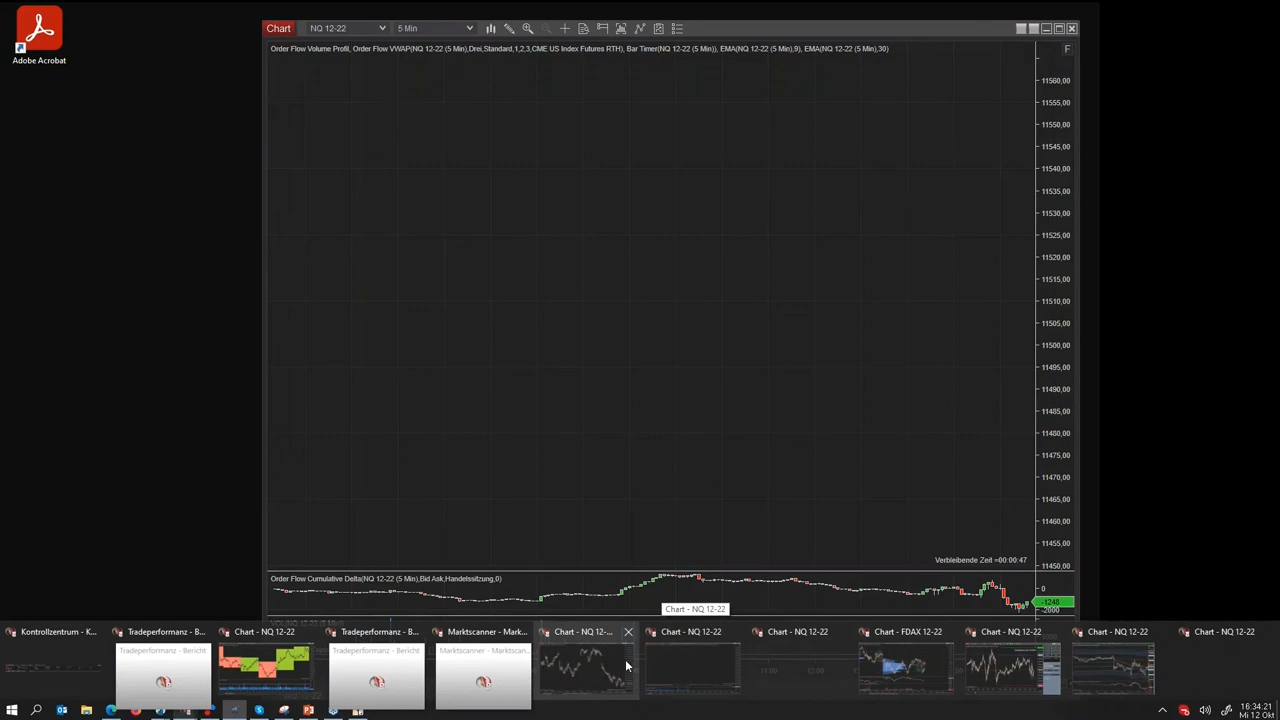 Chart NQ 12-22 5 Min
Order Flow Volume Profil, Order Flow VWAP(NQ 12-22 (5 Min),Drei,Standard,1,2,3,CME US Index Futures RTH), Bar Timer(NQ 12-22 (5 Min)), EMA(NQ 12-22 (5 Min),9), EMA(NQ 12-22 (5 Min),30)
F
Adobe Acrobat
11560,00
11555,00
11550,00
11545,00
11540,00
11535,00
11530,00
11525,00
11520,00
11515,00
11510,00
11505,00
11500,00
11495,00
11490,00
11485,00
11480,00
11475,00
11470,00
11465,00
11460,00
11455,00
11450,00
Verbleibende Zeit =00:00:47
Order Flow Cumulative Delta(NQ 12-22 (5 Min),Bid Ask,Handelssitzung,0)
0
-1248
-2000
Chart - NQ 12-22
Kontrollzentrum - K...
Tradeperformanz - B...
Chart - NQ 12-22
Tradeperformanz - B...
Marktscanner - Mark...
Chart - NQ 12-...
Chart - NQ 12-22
Chart - NQ 12-22
Chart - FDAX 12-22
Chart - NQ 12-22
Chart - NQ 12-22
Chart - NQ 12-22
Tradeperformanz - Bericht
Tradeperformanz - Bericht
Marktscanner - Marktscann...
11:00 12:00
16:34:21
Mi 12 Okt